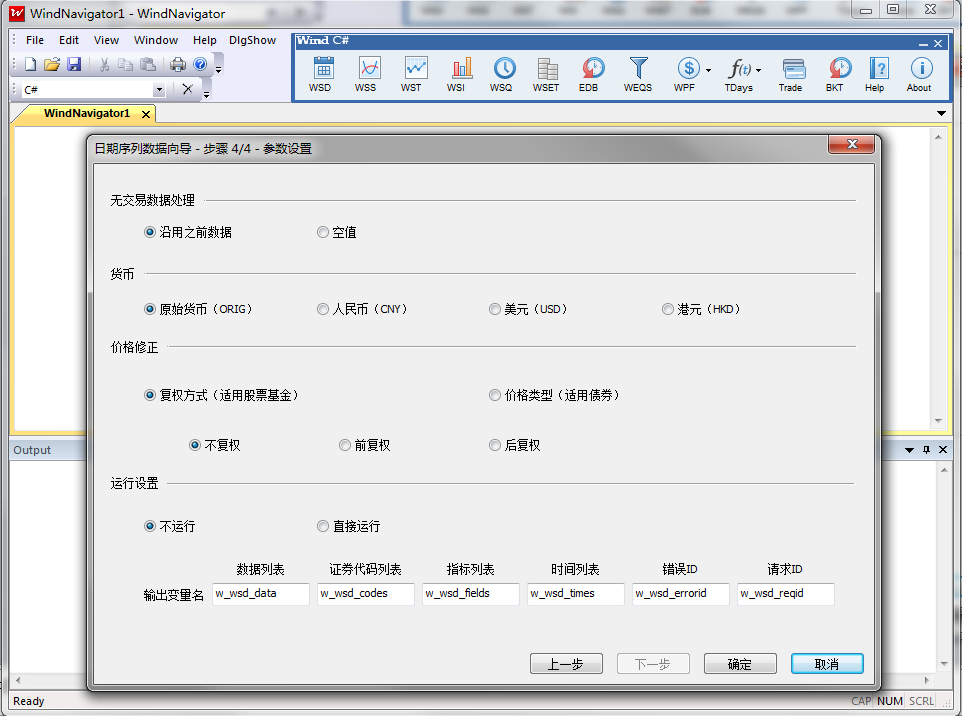 WindNavigator1 - WindNavigator
File Edit View Window Help DlgShow
Wind C#
C#
WSD WSS WST WSI WSQ WSET EDB WEQS WPF TDays Trade BKT Help About
WindNavigator1
日期序列数据向导 - 步骤 4/4 - 参数设置
无交易数据处理
沿用之前数据 空值
货币
原始货币（ORIG） 人民币（CNY） 美元（USD） 港元（HKD）
价格修正
复权方式（适用股票基金） 价格类型（适用债券）
不复权 前复权 后复权
Output
运行设置
不运行 直接运行
数据列表 证券代码列表 指标列表 时间列表 错误ID 请求ID
输出变量名 w_wsd_data w_wsd_codes w_wsd_fields w_wsd_times w_wsd_errorid w_wsd_reqid
上一步 下一步 确定 取消
Ready CAP NUM SCRL